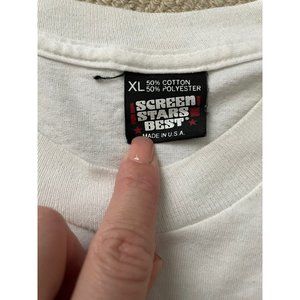 XL 50% COTTON
50% POLYESTER
SCREEN
STARS
BEST
MADE IN U.S.A.